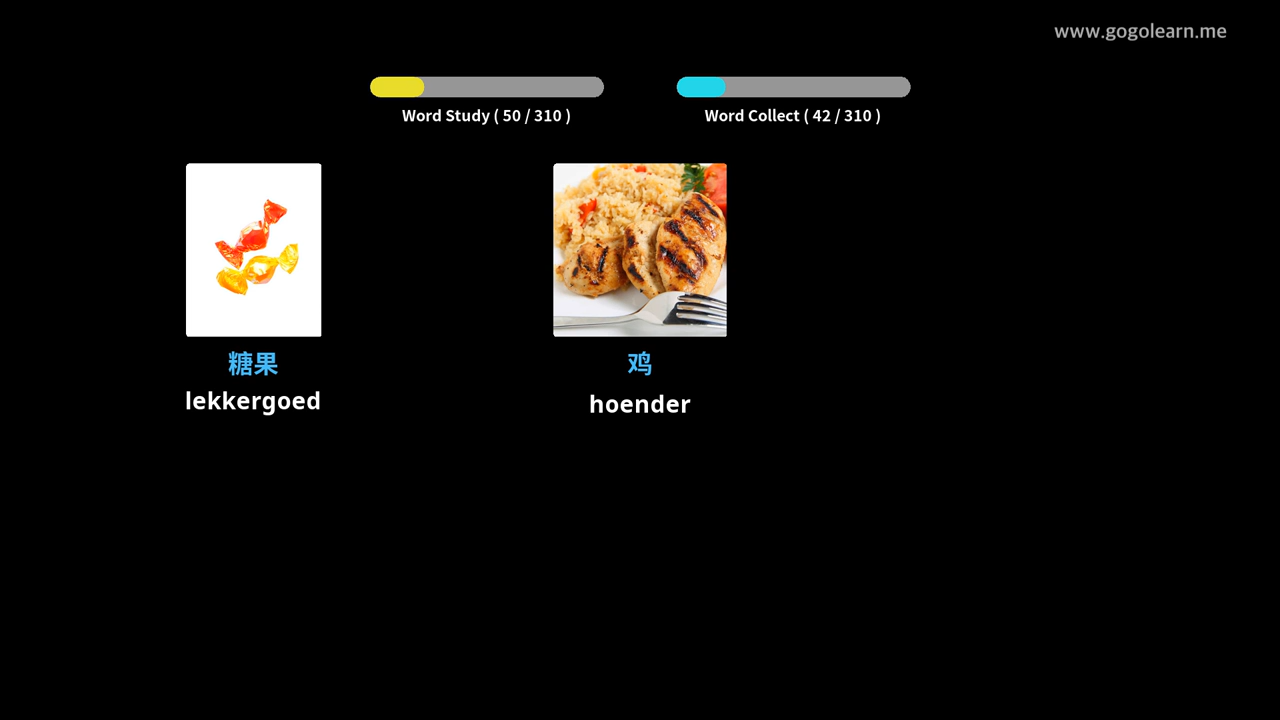 www.gogolearn.me
Word Study ( 50 / 310 )
Word Collect ( 42 / 310 )
糖果
lekkergoed
鸡
hoender